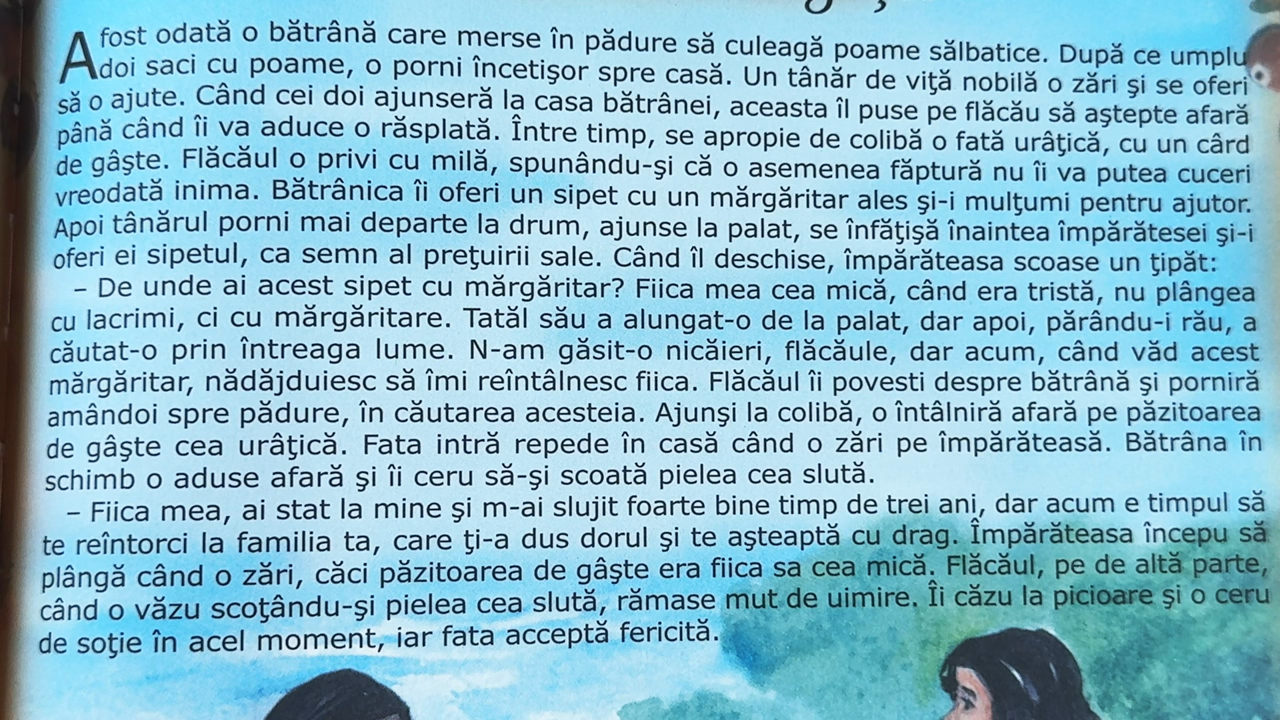 A fost odată o bătrână care merse în pădure să culeagă poame sălbatice. După ce umplu
doi saci cu poame, o porni încetişor spre casă. Un tânăr de viţă nobilă o zări şi se oferi
să o ajute. Când cei doi ajunseră la casa bătrânei, aceasta îl puse pe flăcău să aştepte afară
până când îi va aduce o răsplată. Între timp, se apropie de colibă o fată urâţică, cu un cârd
de gâşte. Flăcăul o privi cu milă, spunându-şi că o asemenea făptură nu îi va putea cuceri
vreodată inima. Bătrânica îi oferi un sipet cu un mărgăritar ales şi-i mulţumi pentru ajutor.
Apoi tânărul porni mai departe la drum, ajunse la palat, se înfăţişă înaintea împărătesei şi-i
oferi ei sipetul, ca semn al preţuirii sale. Când îl deschise, împărăteasa scoase un ţipăt:
– De unde ai acest sipet cu mărgăritar? Fiica mea cea mică, când era tristă, nu plângea
cu lacrimi, ci cu mărgăritare. Tatăl său a alungat-o de la palat, dar apoi, părându-i rău, a
căutat-o prin întreaga lume. N-am găsit-o nicăieri, flăcăule, dar acum, când văd acest
mărgăritar, nădăjduiesc să îmi reîntâlnesc fiica. Flăcăul îi povesti despre bătrână şi porniră
amândoi spre pădure, în căutarea acesteia. Ajunşi la colibă, o întâlniră afară pe păzitoarea
de gâşte cea urâţică. Fata intră repede în casă când o zări pe împărăteasă. Bătrâna în
schimb o aduse afară şi îi ceru să-şi scoată pielea cea slută.
– Fiica mea, ai stat la mine şi m-ai slujit foarte bine timp de trei ani, dar acum e timpul să
te reîntorci la familia ta, care ţi-a dus dorul şi te aşteaptă cu drag. Împărăteasa începu să
plângă când o zări, căci păzitoarea de gâşte era fiica sa cea mică. Flăcăul, pe de altă parte,
când o văzu scoţându-şi pielea cea slută, rămase mut de uimire. Îi căzu la picioare şi o ceru
de soţie în acel moment, iar fata acceptă fericită.